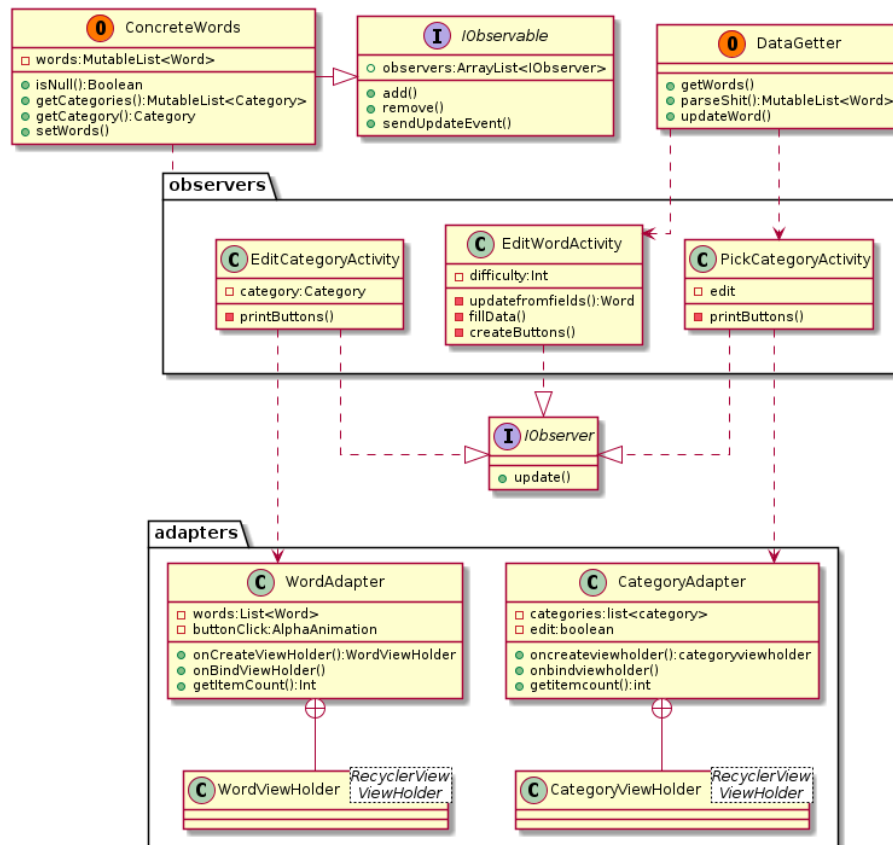 O ConcreteWords
words:MutableList<Word>
isNull():Boolean
getCategories():MutableList<Category>
getCategory():Category
setWords()
I IObservable
observers:ArrayList<IObserver>
add()
remove()
sendUpdateEvent()
O DataGetter
getWords()
parseShit():MutableList<Word>
updateWord()
observers
C EditCategoryActivity
category:Category
printButtons()
C EditWordActivity
difficulty:Int
updatefromfields():Word
fillData()
createButtons()
C PickCategoryActivity
edit
printButtons()
I IObserver
update()
adapters
C WordAdapter
words:List<Word>
buttonClick:AlphaAnimation
onCreateViewHolder():WordViewHolder
onBindViewHolder()
getItemCount():Int
C CategoryAdapter
categories:list<category>
edit:boolean
oncreateviewholder():categoryviewholder
onbindviewholder()
getitemcount():int
C WordViewHolder
RecyclerView
ViewHolder
C CategoryViewHolder
RecyclerView
ViewHolder